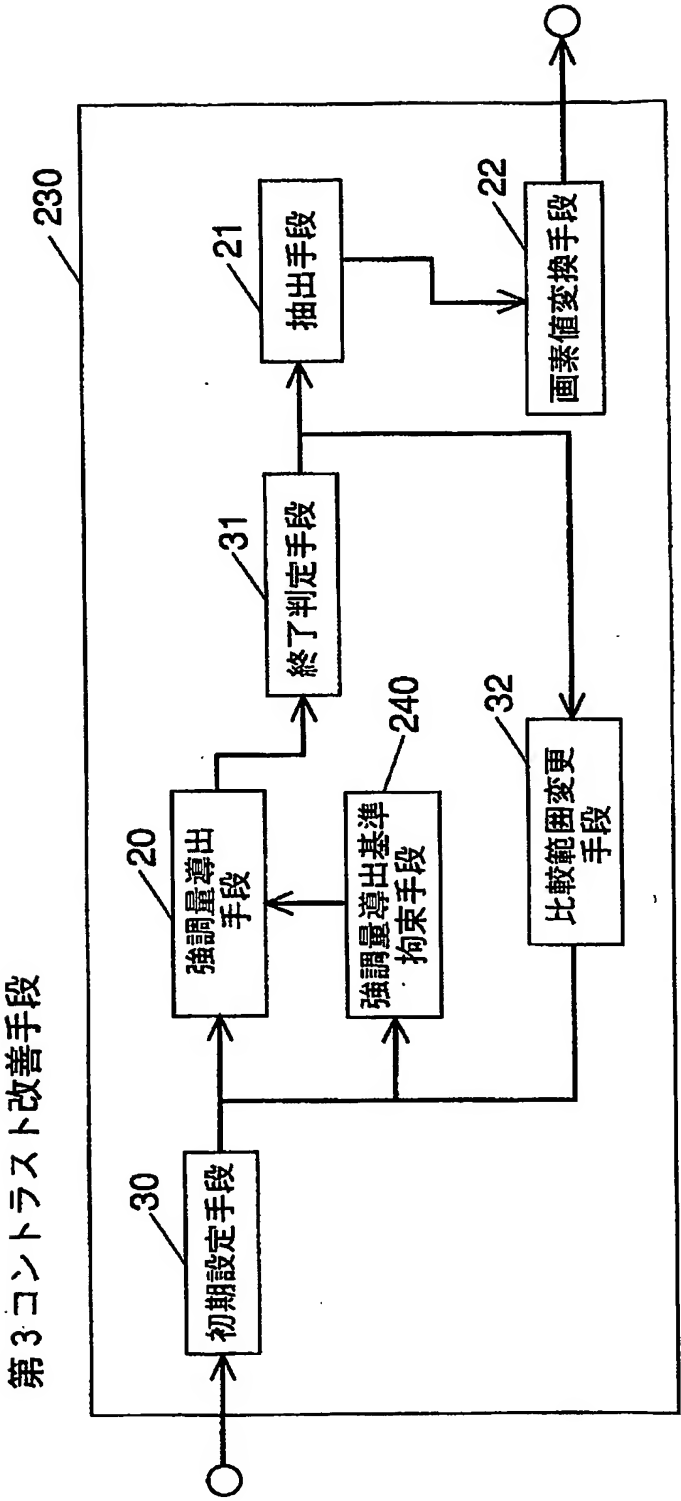 第3コントラスト改善手段
230
30
初期設定手段
20
強調量導出
手段
240
強調量導出基準
拘束手段
31
終了判定手段
32
比較範囲変更
手段
21
抽出手段
22
画素値変換手段